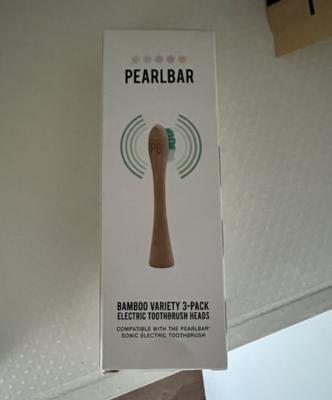 PEARLBAR
PB
BAMBOO VARIETY 3-PACK
ELECTRIC TOOTHBRUSH HEADS
COMPATIBLE WITH THE PEARLBAR®
SONIC ELECTRIC TOOTHBRUSH